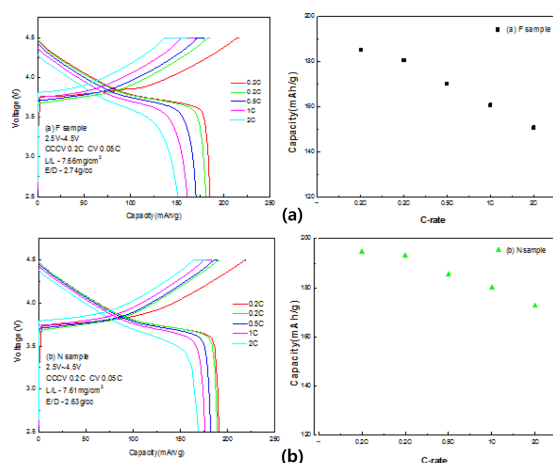 4.5
4.0
3.5
3.0
2.5
Voltage (V)
0.2C
0.2C
0.5C
1C
2C
(a) F sample
2.5V~4.5V
CCCV 0.2C CV 0.05C
L/L - 7.66mg/cm²
E/D - 2.74g/cc
0 50 100 150 200 250
Capacity(mAh/g)
200
180
160
140
120
Capacity(mAh/g)
(a) F sample
0.2C 0.2C 0.5C 1C 2C
C-rate
(a)
4.5
4.0
3.5
3.0
2.5
Voltage (V)
0.2C
0.2C
0.5C
1C
2C
(b) N sample
2.5V~4.5V
CCCV 0.2C CV 0.05C
L/L - 7.61mg/cm²
E/D - 2.63g/cc
0 50 100 150 200 250
Capacity(mAh/g)
200
180
160
140
120
Capacity(mAh/g)
(b) N sample
0.2C 0.2C 0.5C 1C 2C
C-rate
(b)